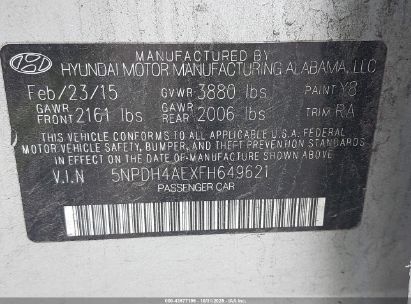 MANUFACTURED BY
HYUNDAI MOTOR MANUFACTURING ALABAMA, LLC
Feb/23/15 GVWR 3880 lbs PAINT Y8
GAWR FRONT 2161 lbs GAWR REAR 2006 lbs TRIM RA
THIS VEHICLE CONFORMS TO ALL APPLICABLE U.S.A. FEDERAL
MOTOR VEHICLE SAFETY, BUMPER, AND THEFT PREVENTION STANDARDS
IN EFFECT ON THE DATE OF MANUFACTURE SHOWN ABOVE.
V.I.N 5NPDH4AEXFH649621
PASSENGER CAR